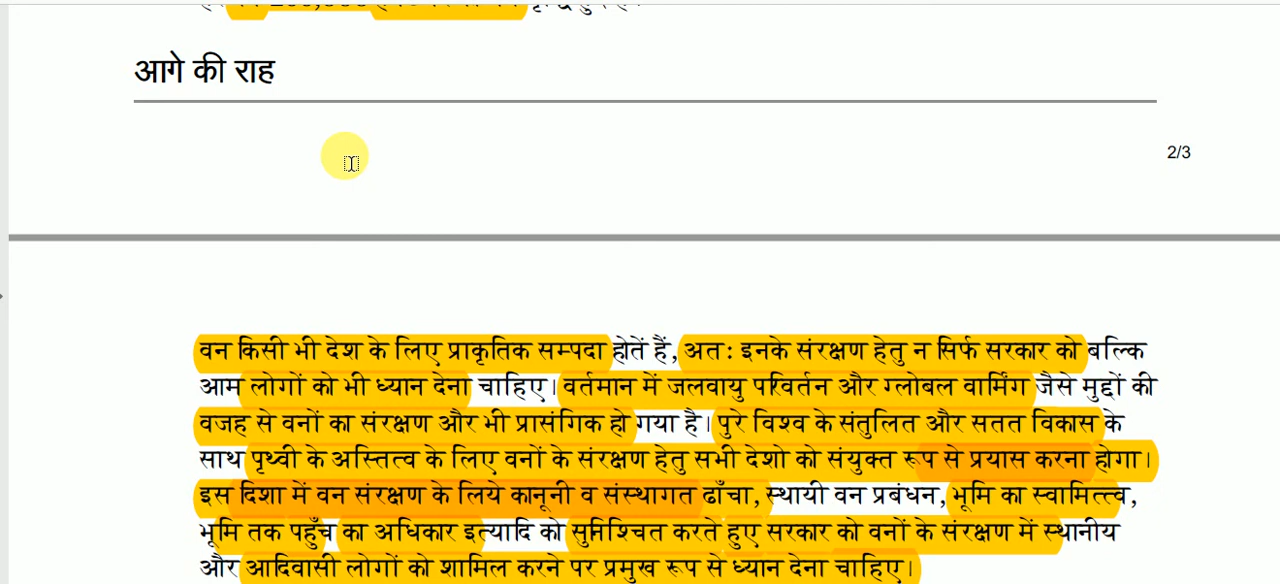 आगे की राह
2/3
वन किसी भी देश के लिए प्राकृतिक सम्पदा होतें हैं, अतः इनके संरक्षण हेतु न सिर्फ सरकार को बल्कि
आम लोगों को भी ध्यान देना चाहिए। वर्तमान में जलवायु परिवर्तन और ग्लोबल वार्मिंग जैसे मुद्दों की
वजह से वनों का संरक्षण और भी प्रासंगिक हो गया है। पुरे विश्व के संतुलित और सतत विकास के
साथ पृथ्वी के अस्तित्व के लिए वनों के संरक्षण हेतु सभी देशो को संयुक्त रूप से प्रयास करना होगा।
इस दिशा में वन संरक्षण के लिये कानूनी व संस्थागत ढाँचा, स्थायी वन प्रबंधन, भूमि का स्वामित्त्व,
भूमि तक पहुँच का अधिकार इत्यादि को सुनिश्चित करते हुए सरकार को वनों के संरक्षण में स्थानीय
और आदिवासी लोगों को शामिल करने पर प्रमुख रूप से ध्यान देना चाहिए।